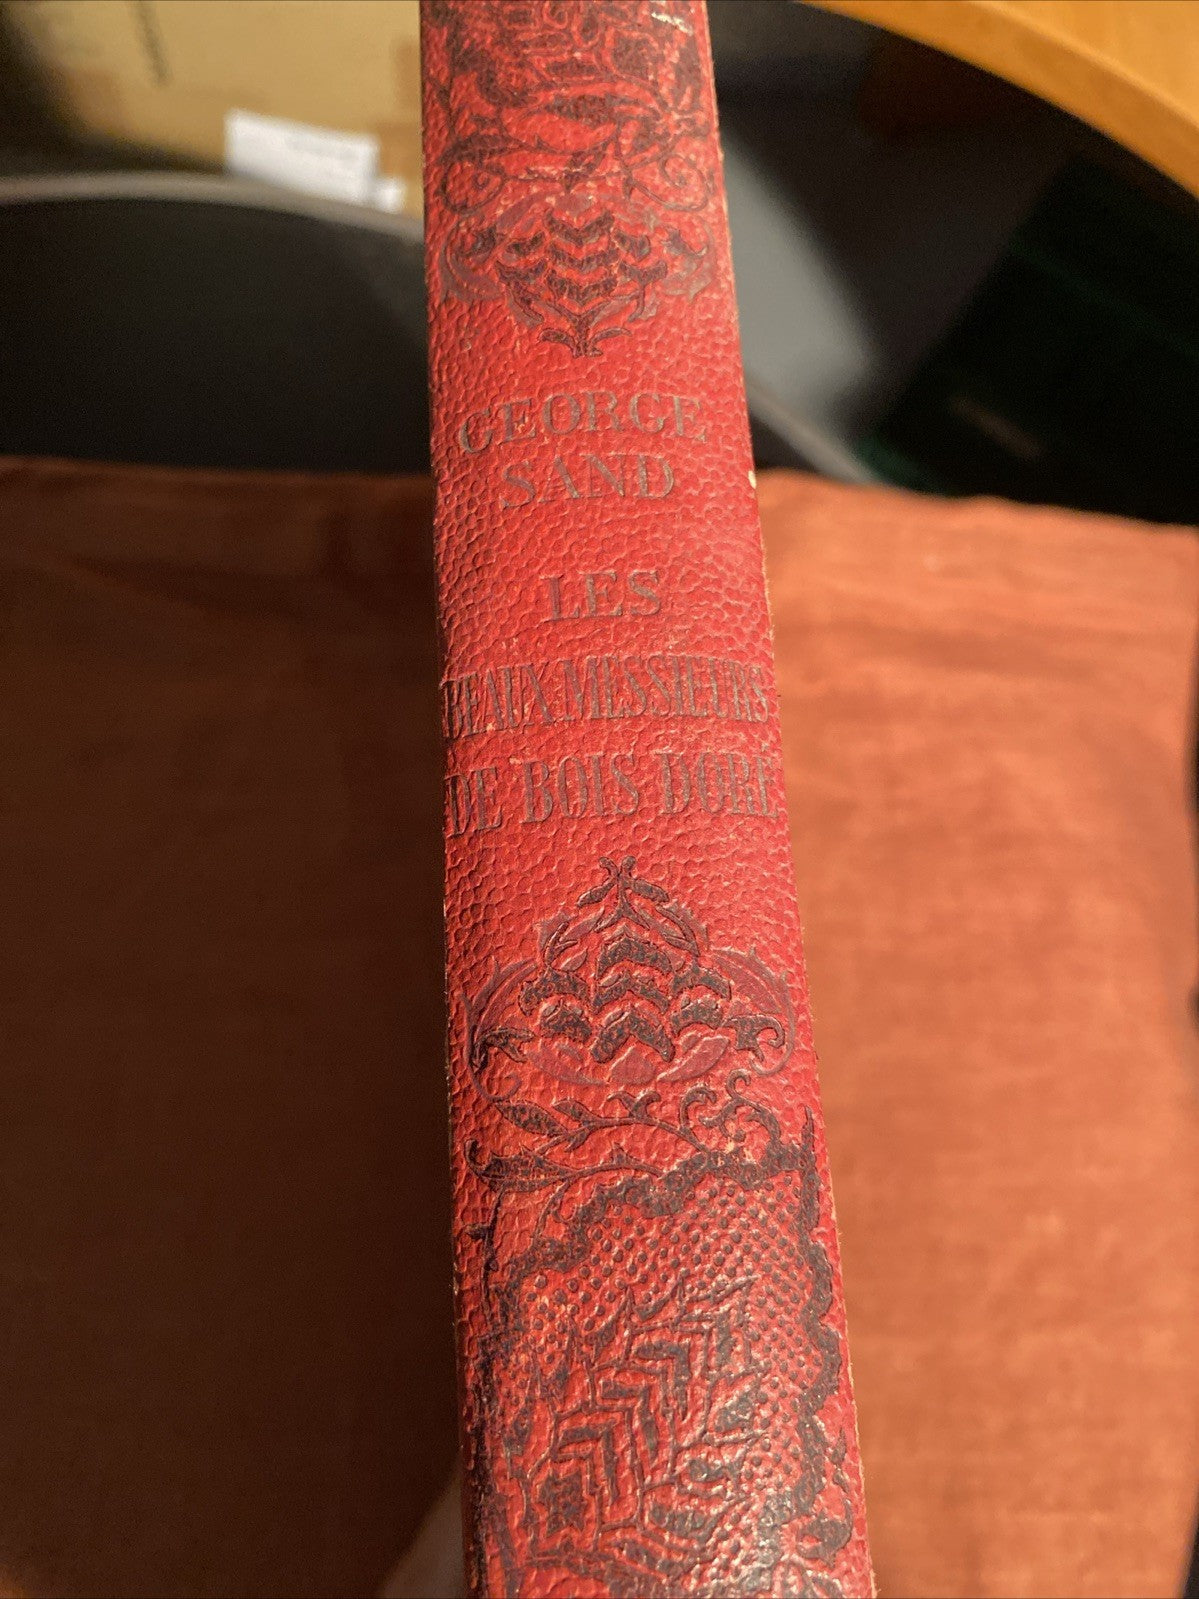 GEORGE
SAND
LES
BEAUX MESSIEURS
DE BOIS DORÉ